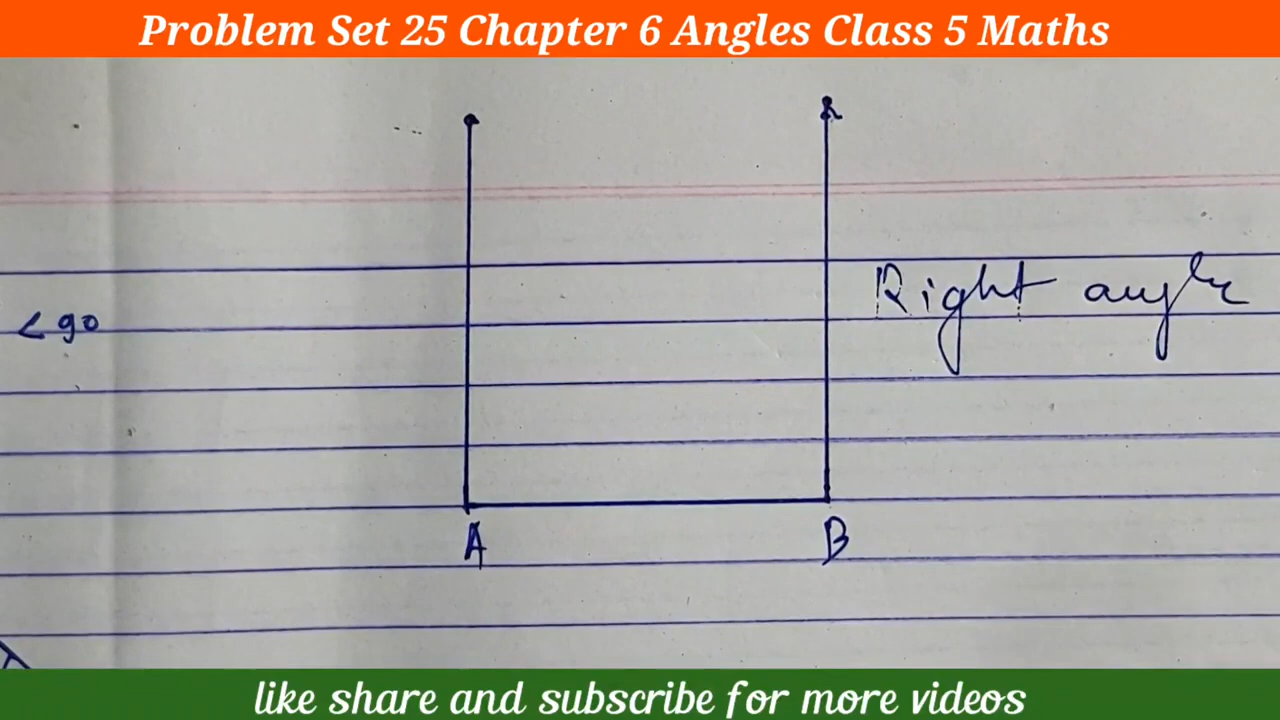 Problem Set 25 Chapter 6 Angles Class 5 Maths
Right angle
< 90
A
B
like share and subscribe for more videos